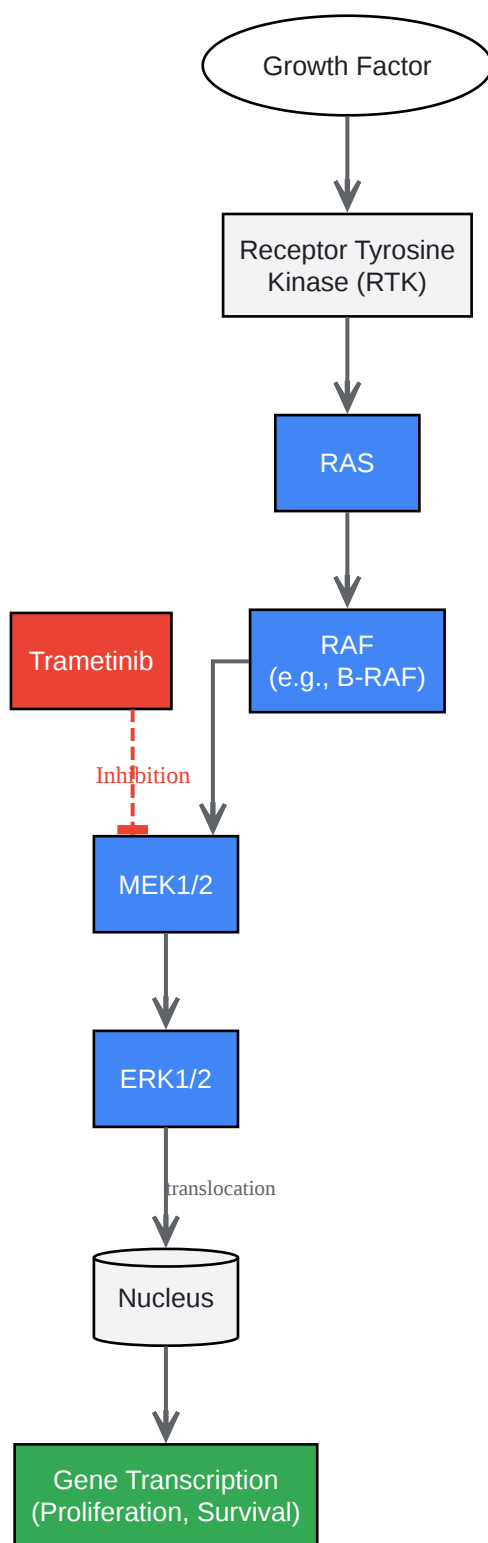 Growth Factor
Receptor Tyrosine
Kinase (RTK)
RAS
RAF
(e.g., B-RAF)
Trametinib
Inhibition
MEK1/2
ERK1/2
translocation
Nucleus
Gene Transcription
(Proliferation, Survival)